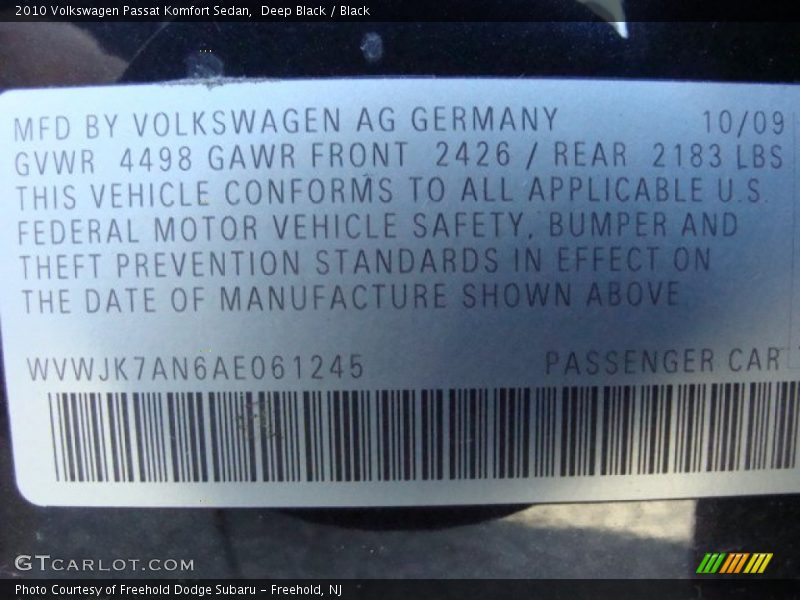 2010 Volkswagen Passat Komfort Sedan,  Deep Black / Black
MFD BY VOLKSWAGEN AG GERMANY 10/09
GVWR 4498 GAWR FRONT 2426 / REAR 2183 LBS
THIS VEHICLE CONFORMS TO ALL APPLICABLE U.S.
FEDERAL MOTOR VEHICLE SAFETY, BUMPER AND
THEFT PREVENTION STANDARDS IN EFFECT ON
THE DATE OF MANUFACTURE SHOWN ABOVE
WVWJK7AN6AE061245 PASSENGER CAR
GTCARLOT.COM
Photo Courtesy of Freehold Dodge Subaru - Freehold, NJ